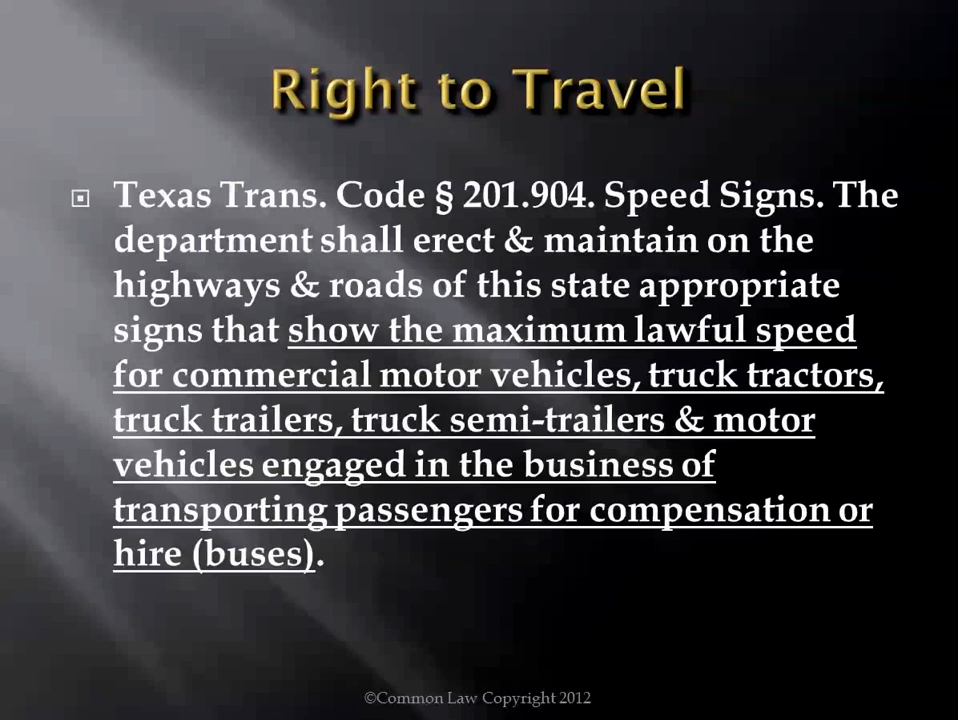 Right to Travel
Texas Trans. Code § 201.904. Speed Signs. The
department shall erect & maintain on the
highways & roads of this state appropriate
signs that show the maximum lawful speed
for commercial motor vehicles, truck tractors,
truck trailers, truck semi-trailers & motor
vehicles engaged in the business of
transporting passengers for compensation or
hire (buses).
©Common Law Copyright 2012